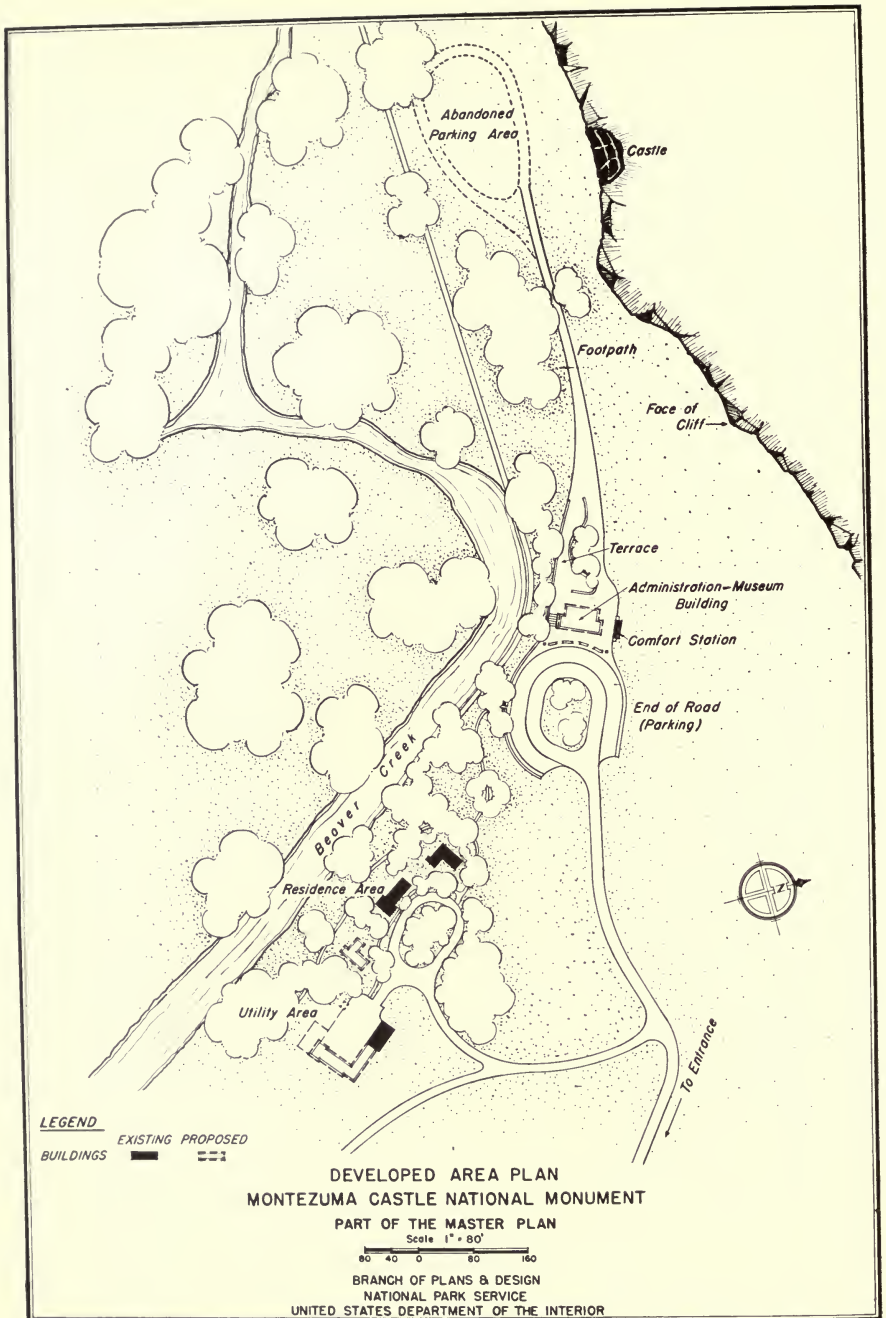 Abandoned
Parking Area
Castle
Footpath
Face of
Cliff
Terrace
Administration-Museum
Building
Comfort Station
End of Road
(Parking)
Beaver Creek
Residence Area
N
Utility Area
To Entrance
LEGEND
EXISTING PROPOSED
BUILDINGS
DEVELOPED AREA PLAN
MONTEZUMA CASTLE NATIONAL MONUMENT
PART OF THE MASTER PLAN
Scale 1" = 80'
80 40 0 80 160
BRANCH OF PLANS & DESIGN
NATIONAL PARK SERVICE
UNITED STATES DEPARTMENT OF THE INTERIOR